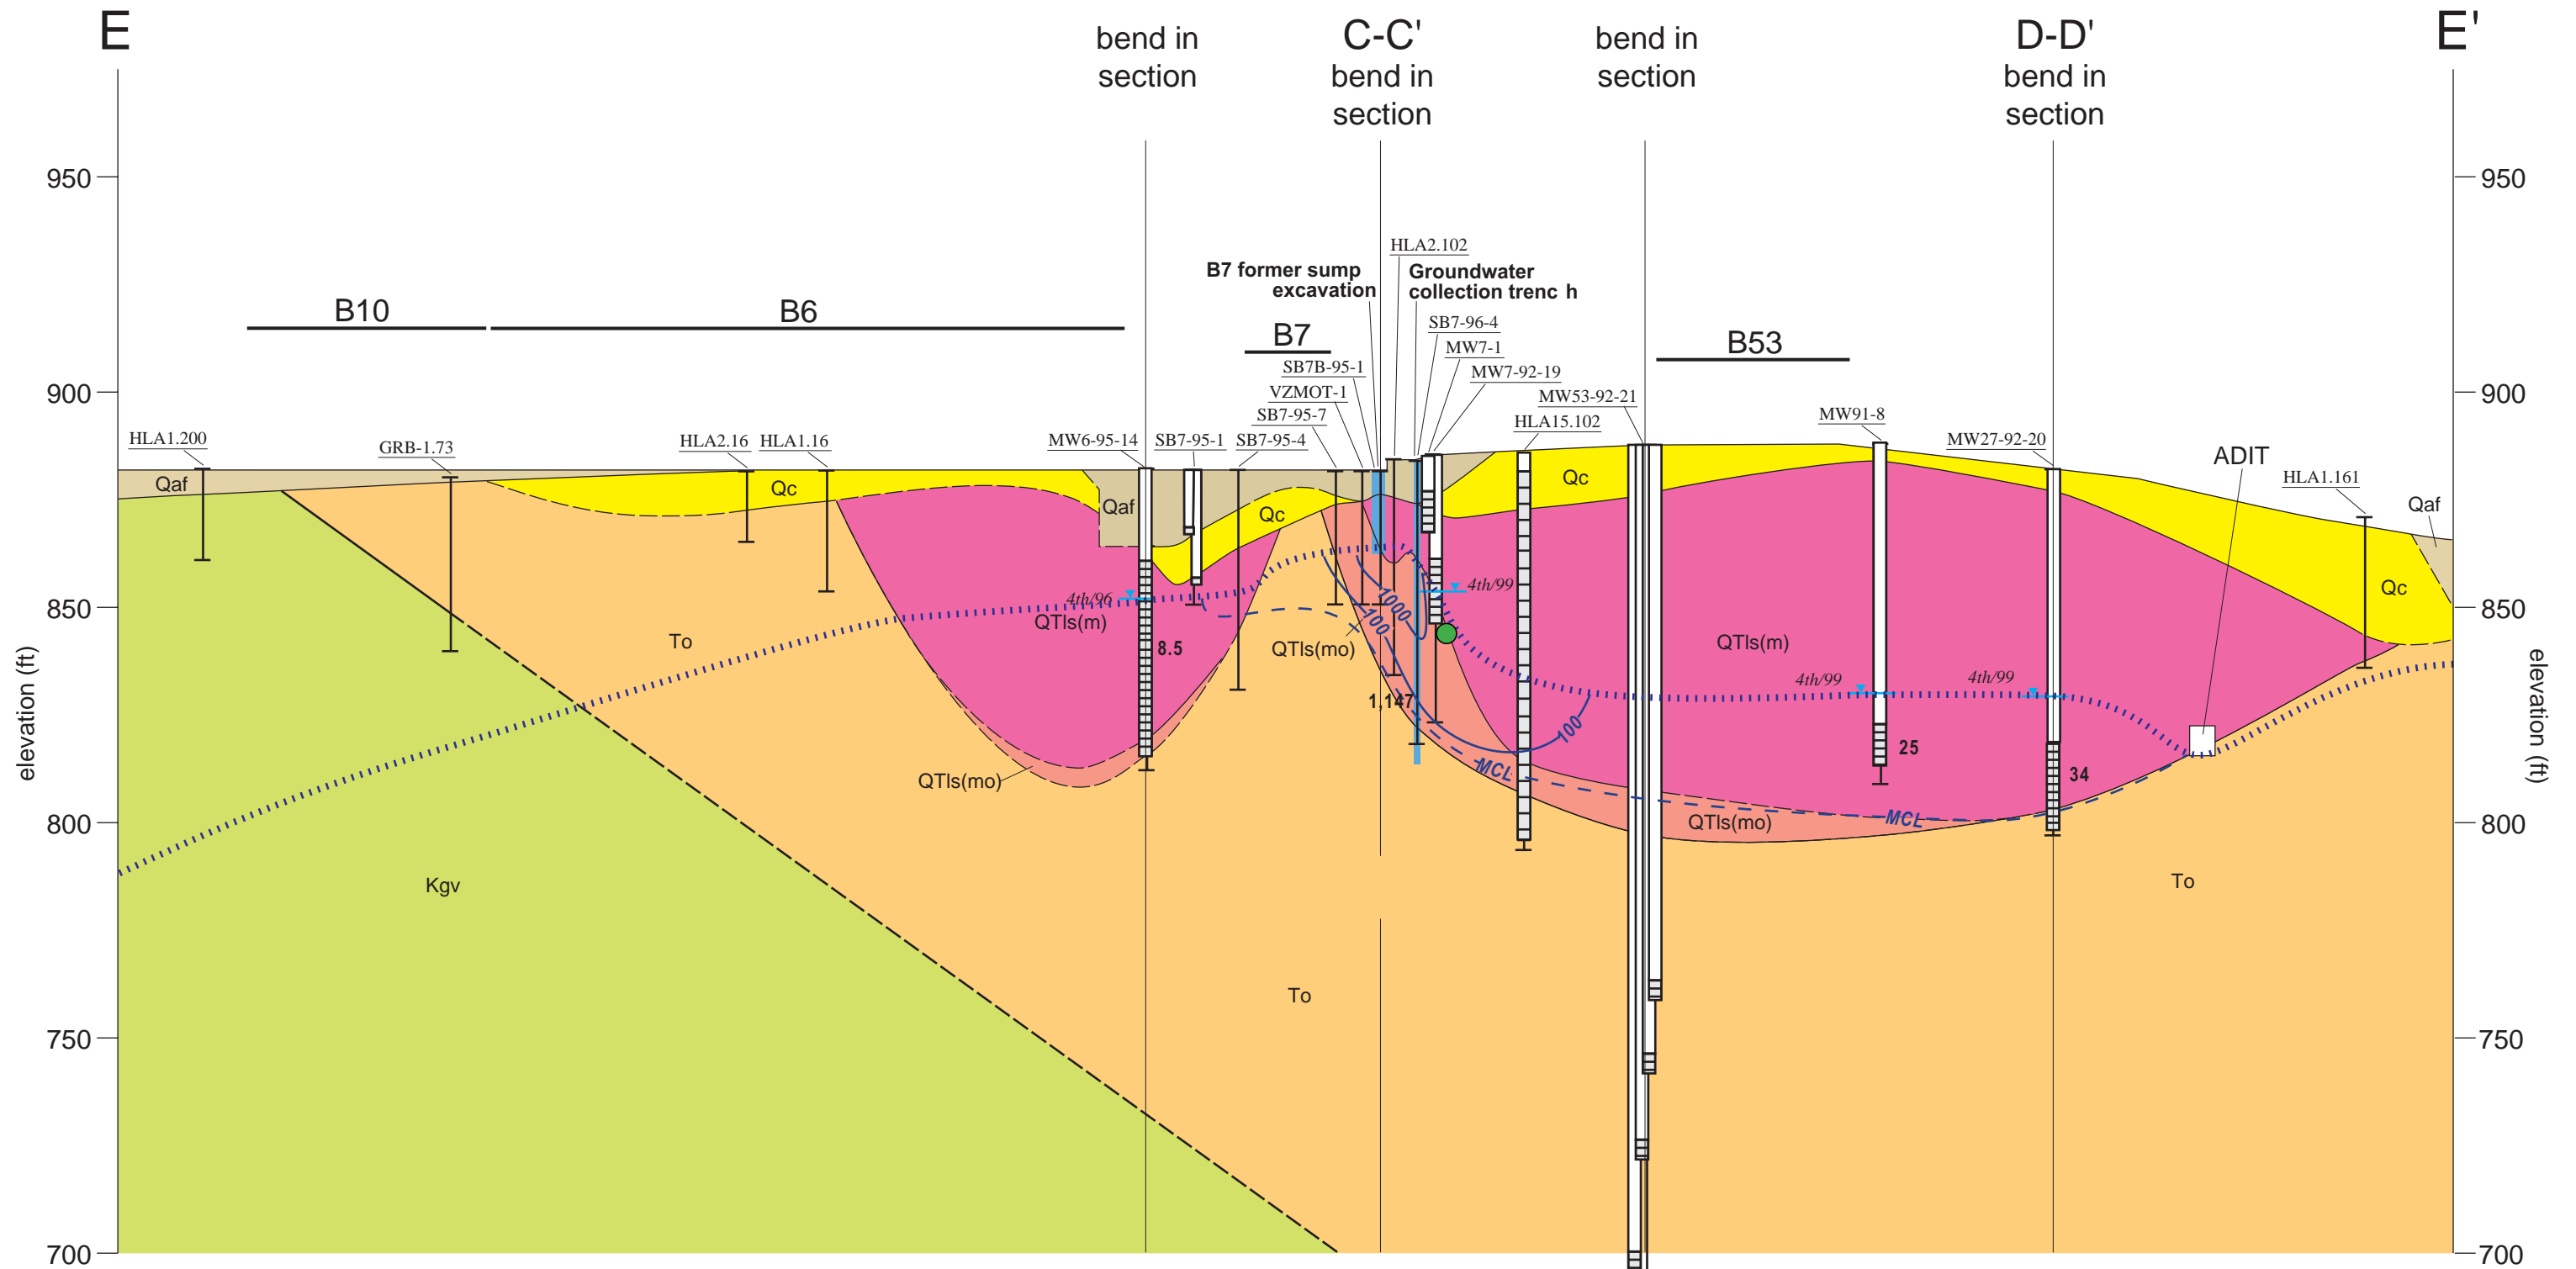 E
bend in
section
C-C'
bend in
section
bend in
section
D-D'
bend in
section
E'
950
950
HLA2.102
B7 former sump
excavation
Groundwater
collection trenc h
B10
B6
B7
SB7-96-4
MW7-1
B53
SB7B-95-1
MW7-92-19
VZMOT-1
900
MW53-92-21
900
SB7-95-7
HLA15.102
MW91-8
HLA1.200
GRB-1.73
HLA2.16
HLA1.16
MW6-95-14
SB7-95-1
SB7-95-4
MW27-92-20
ADIT
HLA1.161
Qaf
Qc
Qaf
Qc
Qc
Qaf
Qc
4th/96
4th/99
850
850
1000
100
QTls(m)
To
8.5
QTls(mo)
QTls(m)
4th/99
4th/99
elevation (ft)
elevation (ft)
1,147
100
25
MCL
34
QTls(mo)
800
MCL
QTls(mo)
800
Kgv
To
To
750
750
700
700